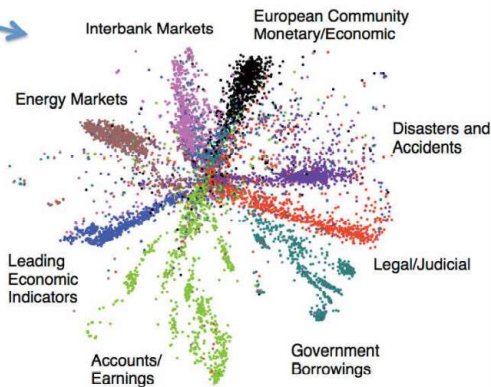 Interbank Markets
European Community
Monetary/Economic
Energy Markets
Disasters and
Accidents
Leading
Economic
Indicators
Legal/Judicial
Accounts/
Earnings
Government
Borrowings